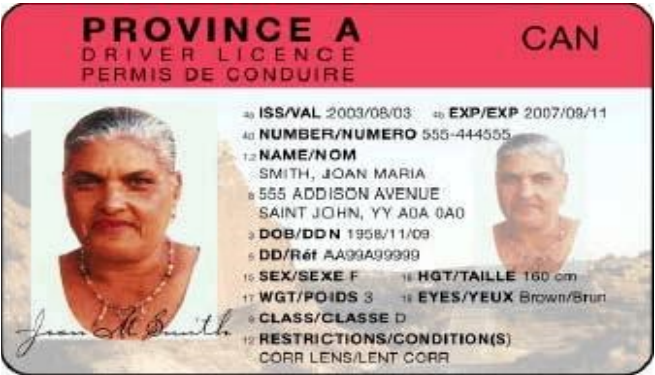 PROVINCE A CAN
DRIVER LICENCE
PERMIS DE CONDUIRE
4a ISS/VAL 2003/08/03 4b EXP/EXP 2007/09/11
4d NUMBER/NUMERO 555-444555
1,2 NAME/NOM
SMITH, JOAN MARIA
8 555 ADDISON AVENUE
SAINT JOHN, YY A0A 0A0
3 DOB/DDN 1958/11/09
5 DD/Réf AA99A99999
15 SEX/SEXE F 16 HGT/TAILLE 160 cm
17 WGT/POIDS 3 18 EYES/YEUX Brown/Brun
9 CLASS/CLASSE D
Joan M Smith
12 RESTRICTIONS/CONDITION(S)
CORR LENS/LENT CORR